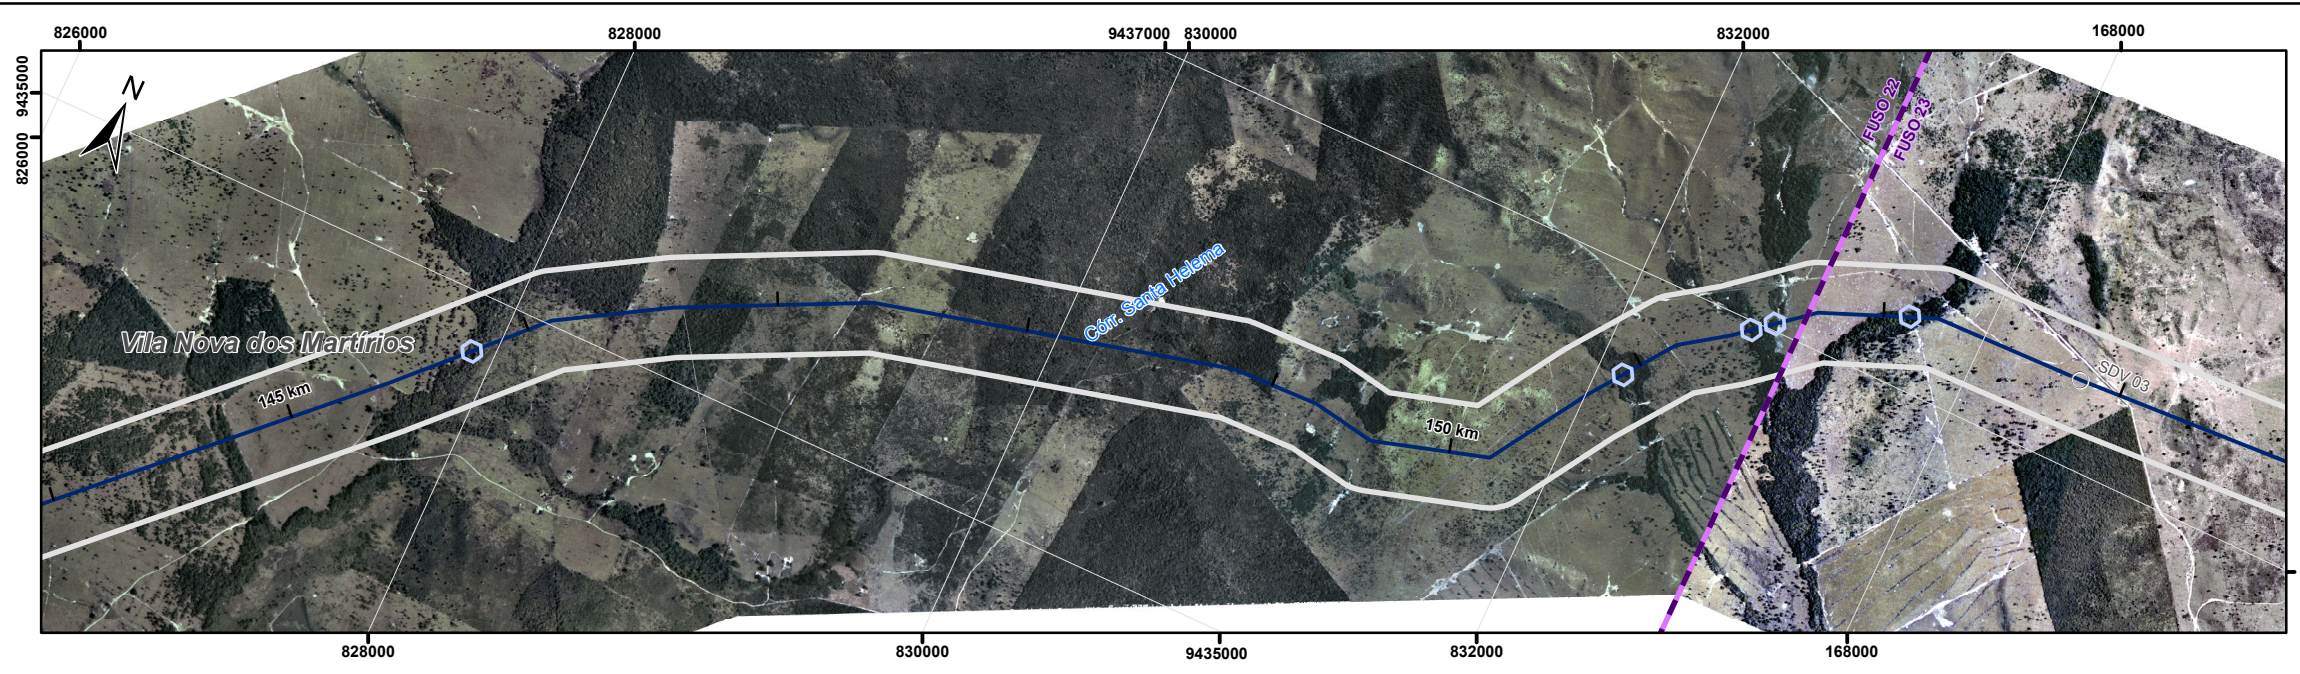 826000
828000
9437000
830000
832000
168000
9435000
826000
N
FUSO 22
FUSO 23
Córr. Santa Helema
Vila Nova dos Martírios
145 km
150 km
SDV 03
828000
830000
9435000
832000
168000